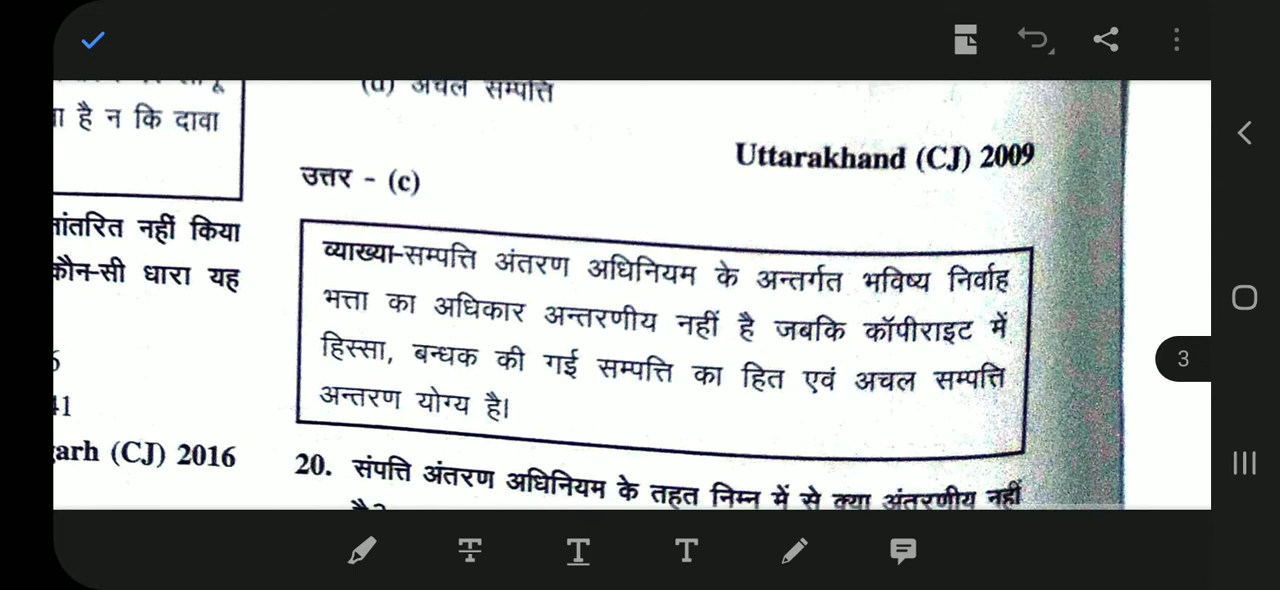 ा है न कि दावा
तांतरित नहीं किया
कौन-सी धारा यह
41
arh (CJ) 2016
(d) अचल सम्पत्ति
Uttarakhand (CJ) 2009
उत्तर - (c)
व्याख्या-सम्पत्ति अंतरण अधिनियम के अन्तर्गत भविष्य निर्वाह
भत्ता का अधिकार अन्तरणीय नहीं है जबकि कॉपीराइट में
हिस्सा, बन्धक की गई सम्पत्ति का हित एवं अचल सम्पत्ति
अन्तरण योग्य है।
20. संपत्ति अंतरण अधिनियम के तहत निम्न में से क्या अंतरणीय नहीं
है?
3